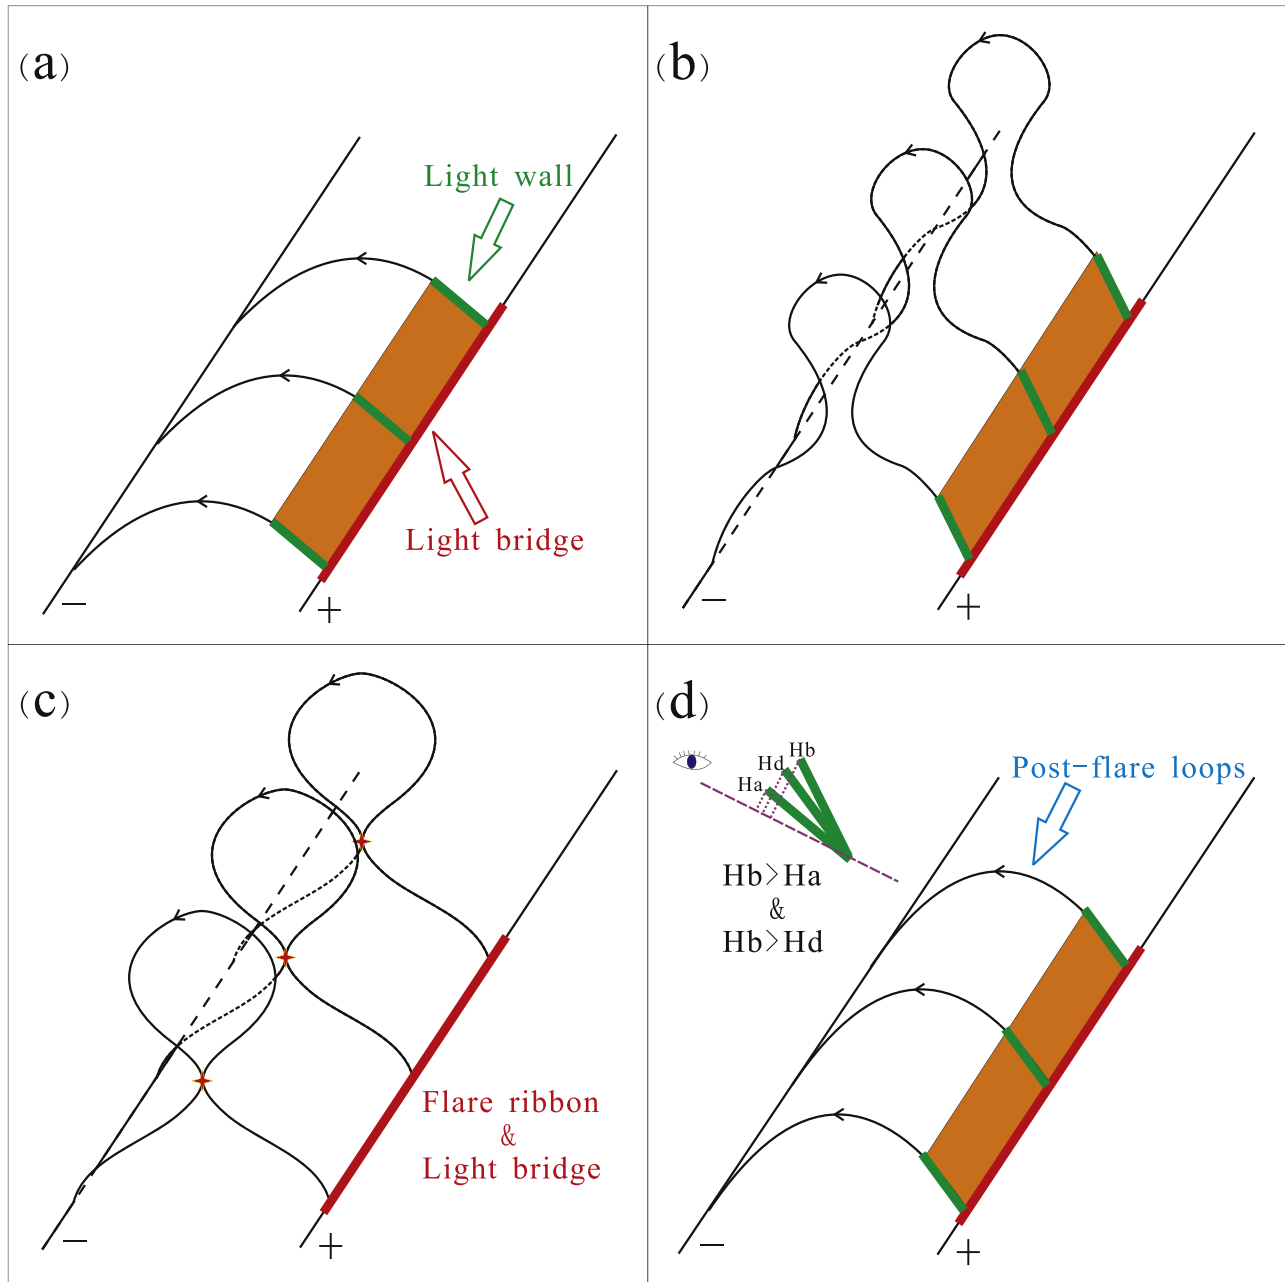 (a)
Light wall
Light bridge
— +
(b)
— +
(c)
Flare ribbon
&
Light bridge
— +
(d)
Hb
Hd
Ha
Post-flare loops
Hb>Ha
&
Hb>Hd
— +